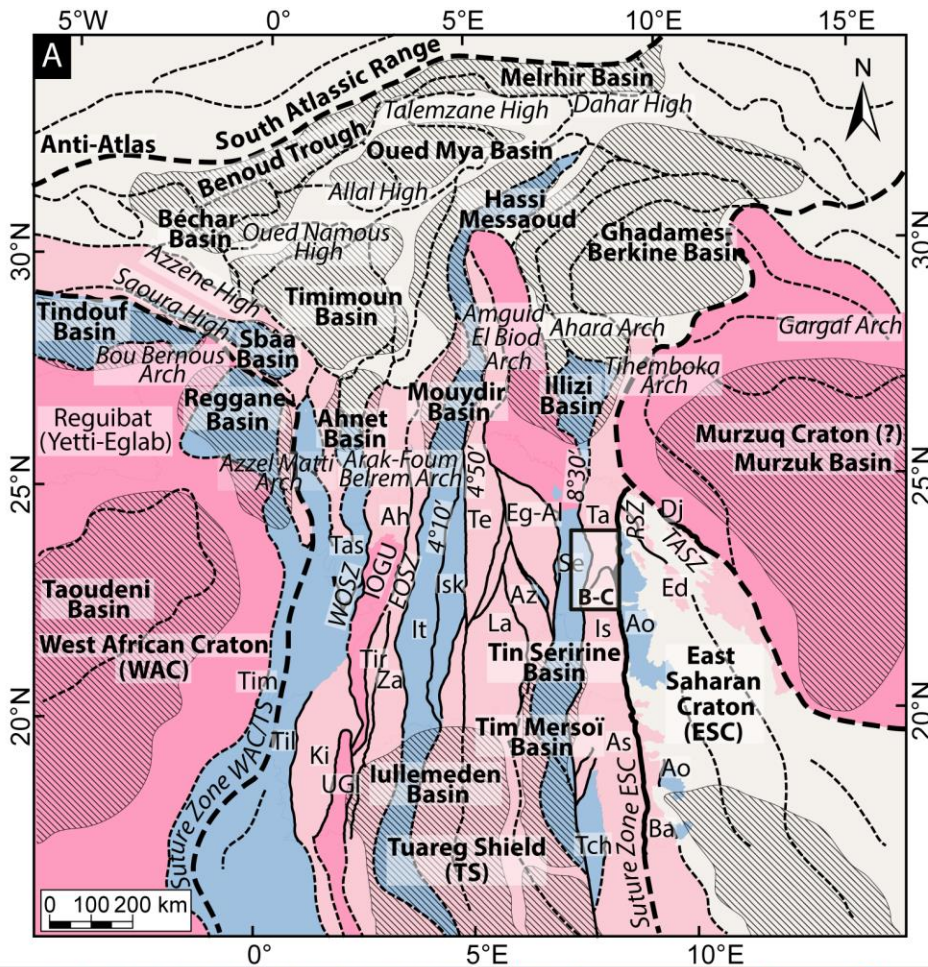 5°W 0° 5°E 10°E 15°E
A
N
South Atlassic Range
Melrhir Basin
Talemzane High
Dahar High
Anti-Atlas
Benoud Trough
Oued Mya Basin
Allal High
Hassi
Messaoud
Béchar
Basin
Oued Namous
High
Ghadames-
Berkine Basin
30°N
30°N
Azzene High
Saoura High
Timimoun
Basin
Tindouf
Basin
Sbaa
Basin
Amguid
El Biod
Arch
Ahara Arch
Gargaf Arch
Bou Bernous
Arch
Tihemboka
Arch
Reggane
Basin
Ahnet
Basin
Mouydir
Basin
Illizi
Basin
Reguibat
(Yetti-Eglab)
Murzuq Craton (?)
Murzuk Basin
Azzel Matti
Arch
Arak-Foum
Belrem Arch
4°50'
8°30'
25°N
25°N
Ah
4°10'
Te
Eg-Al
Ta
RSZ
Dj
TASZ
Tas
WOSZ
IOGU
EOSZ
Isk
Se
B-C
Ed
Az
Taoudeni
Basin
It
La
Is
Ao
West African Craton
(WAC)
Tim
Tir
Za
Tin Seririne
Basin
East
Saharan
Craton
(ESC)
20°N
20°N
Til
Ki
UGI
Tim Mersoï
Basin
As
Ao
Iullemeden
Basin
Suture Zone WAC/TS
Tuareg Shield
(TS)
Tch
Suture Zone ESC
Ba
0 100 200 km
0° 5°E 10°E